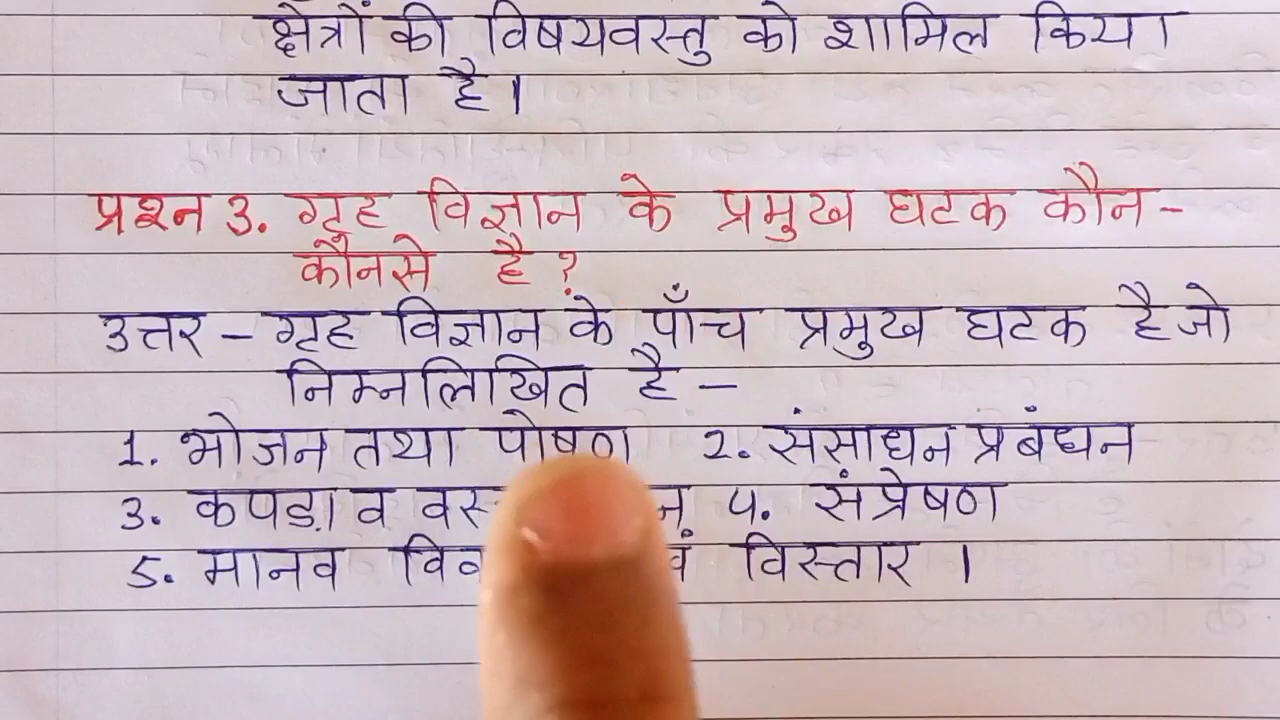 क्षेत्रों की विषयवस्तु को शामिल किया
जाता है।
प्रश्न 3. गृह विज्ञान के प्रमुख घटक कौन -
कौनसे है ?
उत्तर - गृह विज्ञान के पाँच प्रमुख घटक है जो
निम्नलिखित है -
1. भोजन तथा पोषण 2. संसाधन प्रबंधन
3. कपड़ा व 4. संप्रेषण
5. मानव विस्तार ।